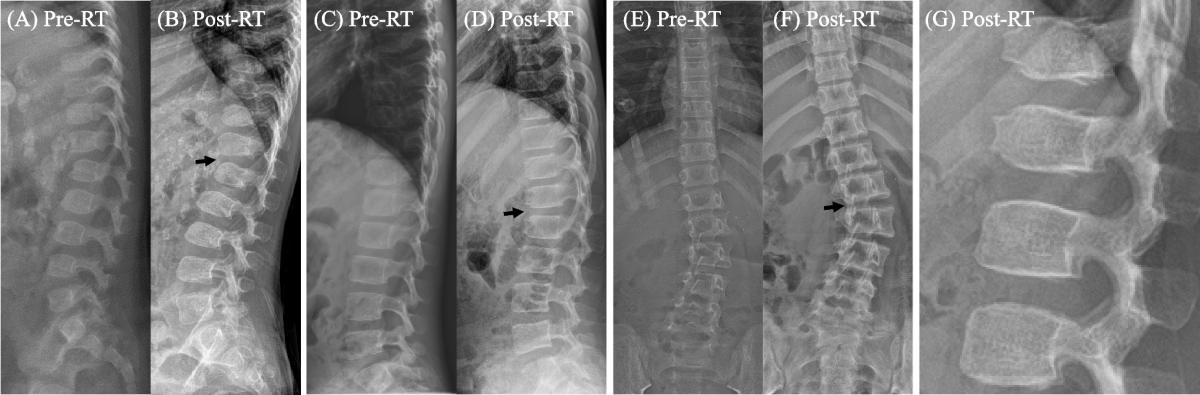 (A) Pre-RT
(B) Post-RT
(C) Pre-RT
(D) Post-RT
(E) Pre-RT
(F) Post-RT
(G) Post-RT